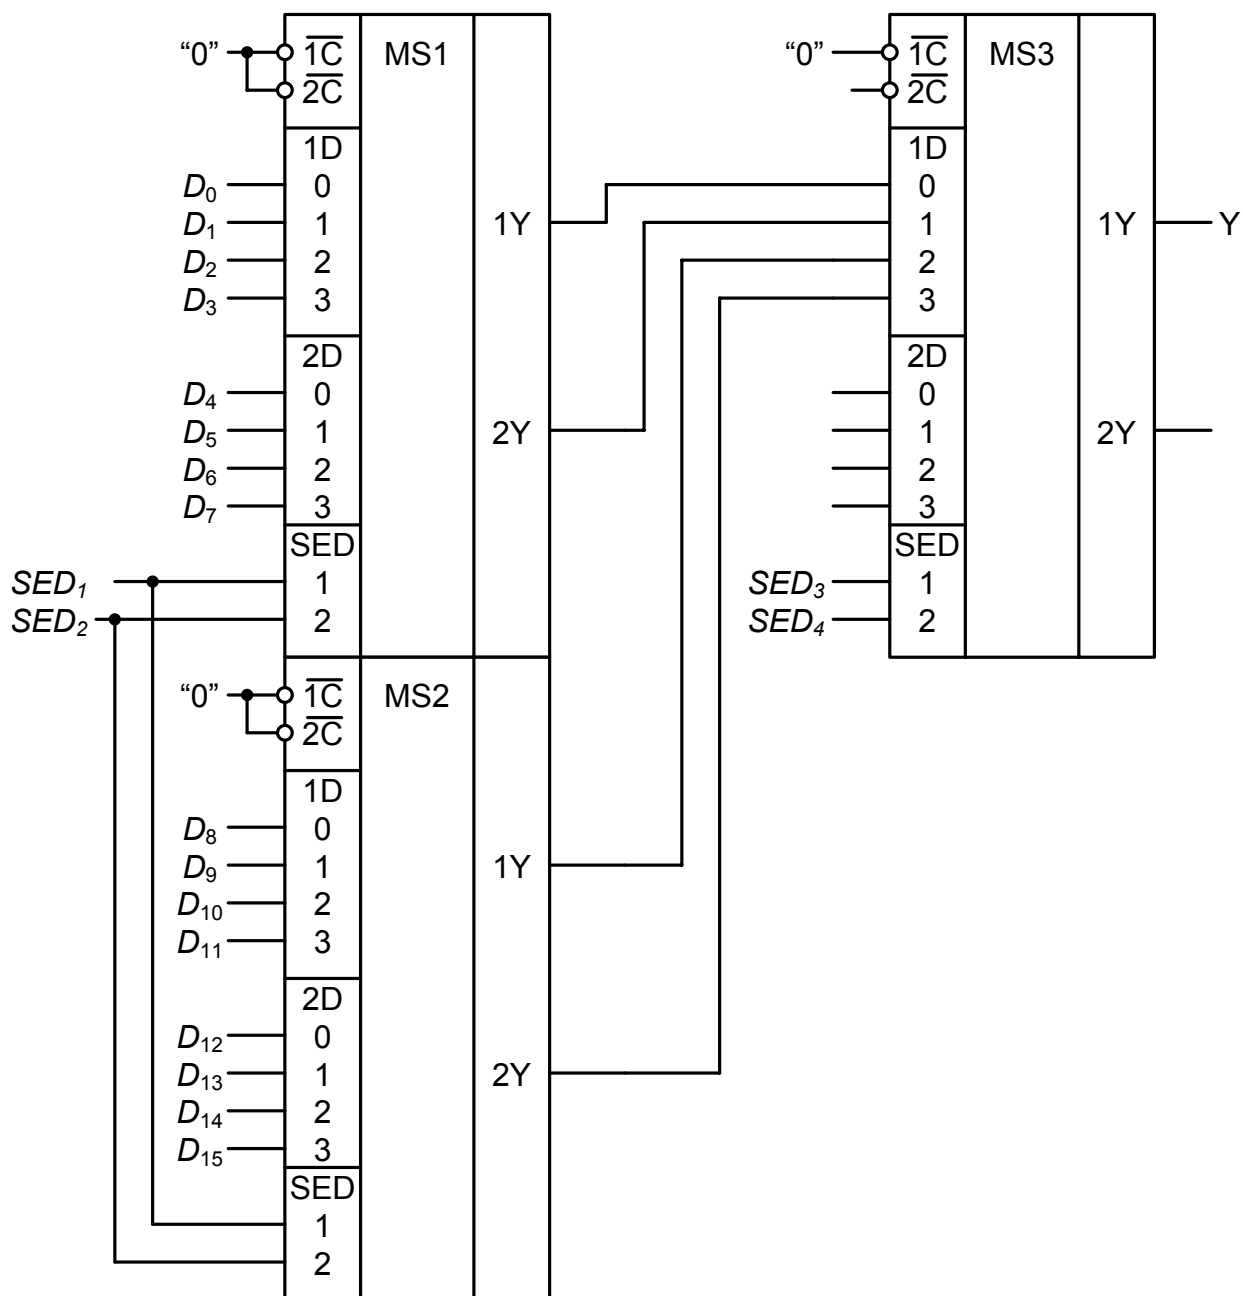 “0” 1C MS1
2C
1D
D0 0
D1 1 1Y
D2 2
D3 3
2D
D4 0
D5 1 2Y
D6 2
D7 3
SED
SED1 1
SED2 2
“0” 1C MS2
2C
1D
D8 0
D9 1 1Y
D10 2
D11 3
2D
D12 0
D13 1 2Y
D14 2
D15 3
SED
1
2
“0” 1C MS3
2C
1D
0
1 1Y Y
2
3
2D
0
1 2Y
2
3
SED
SED3 1
SED4 2